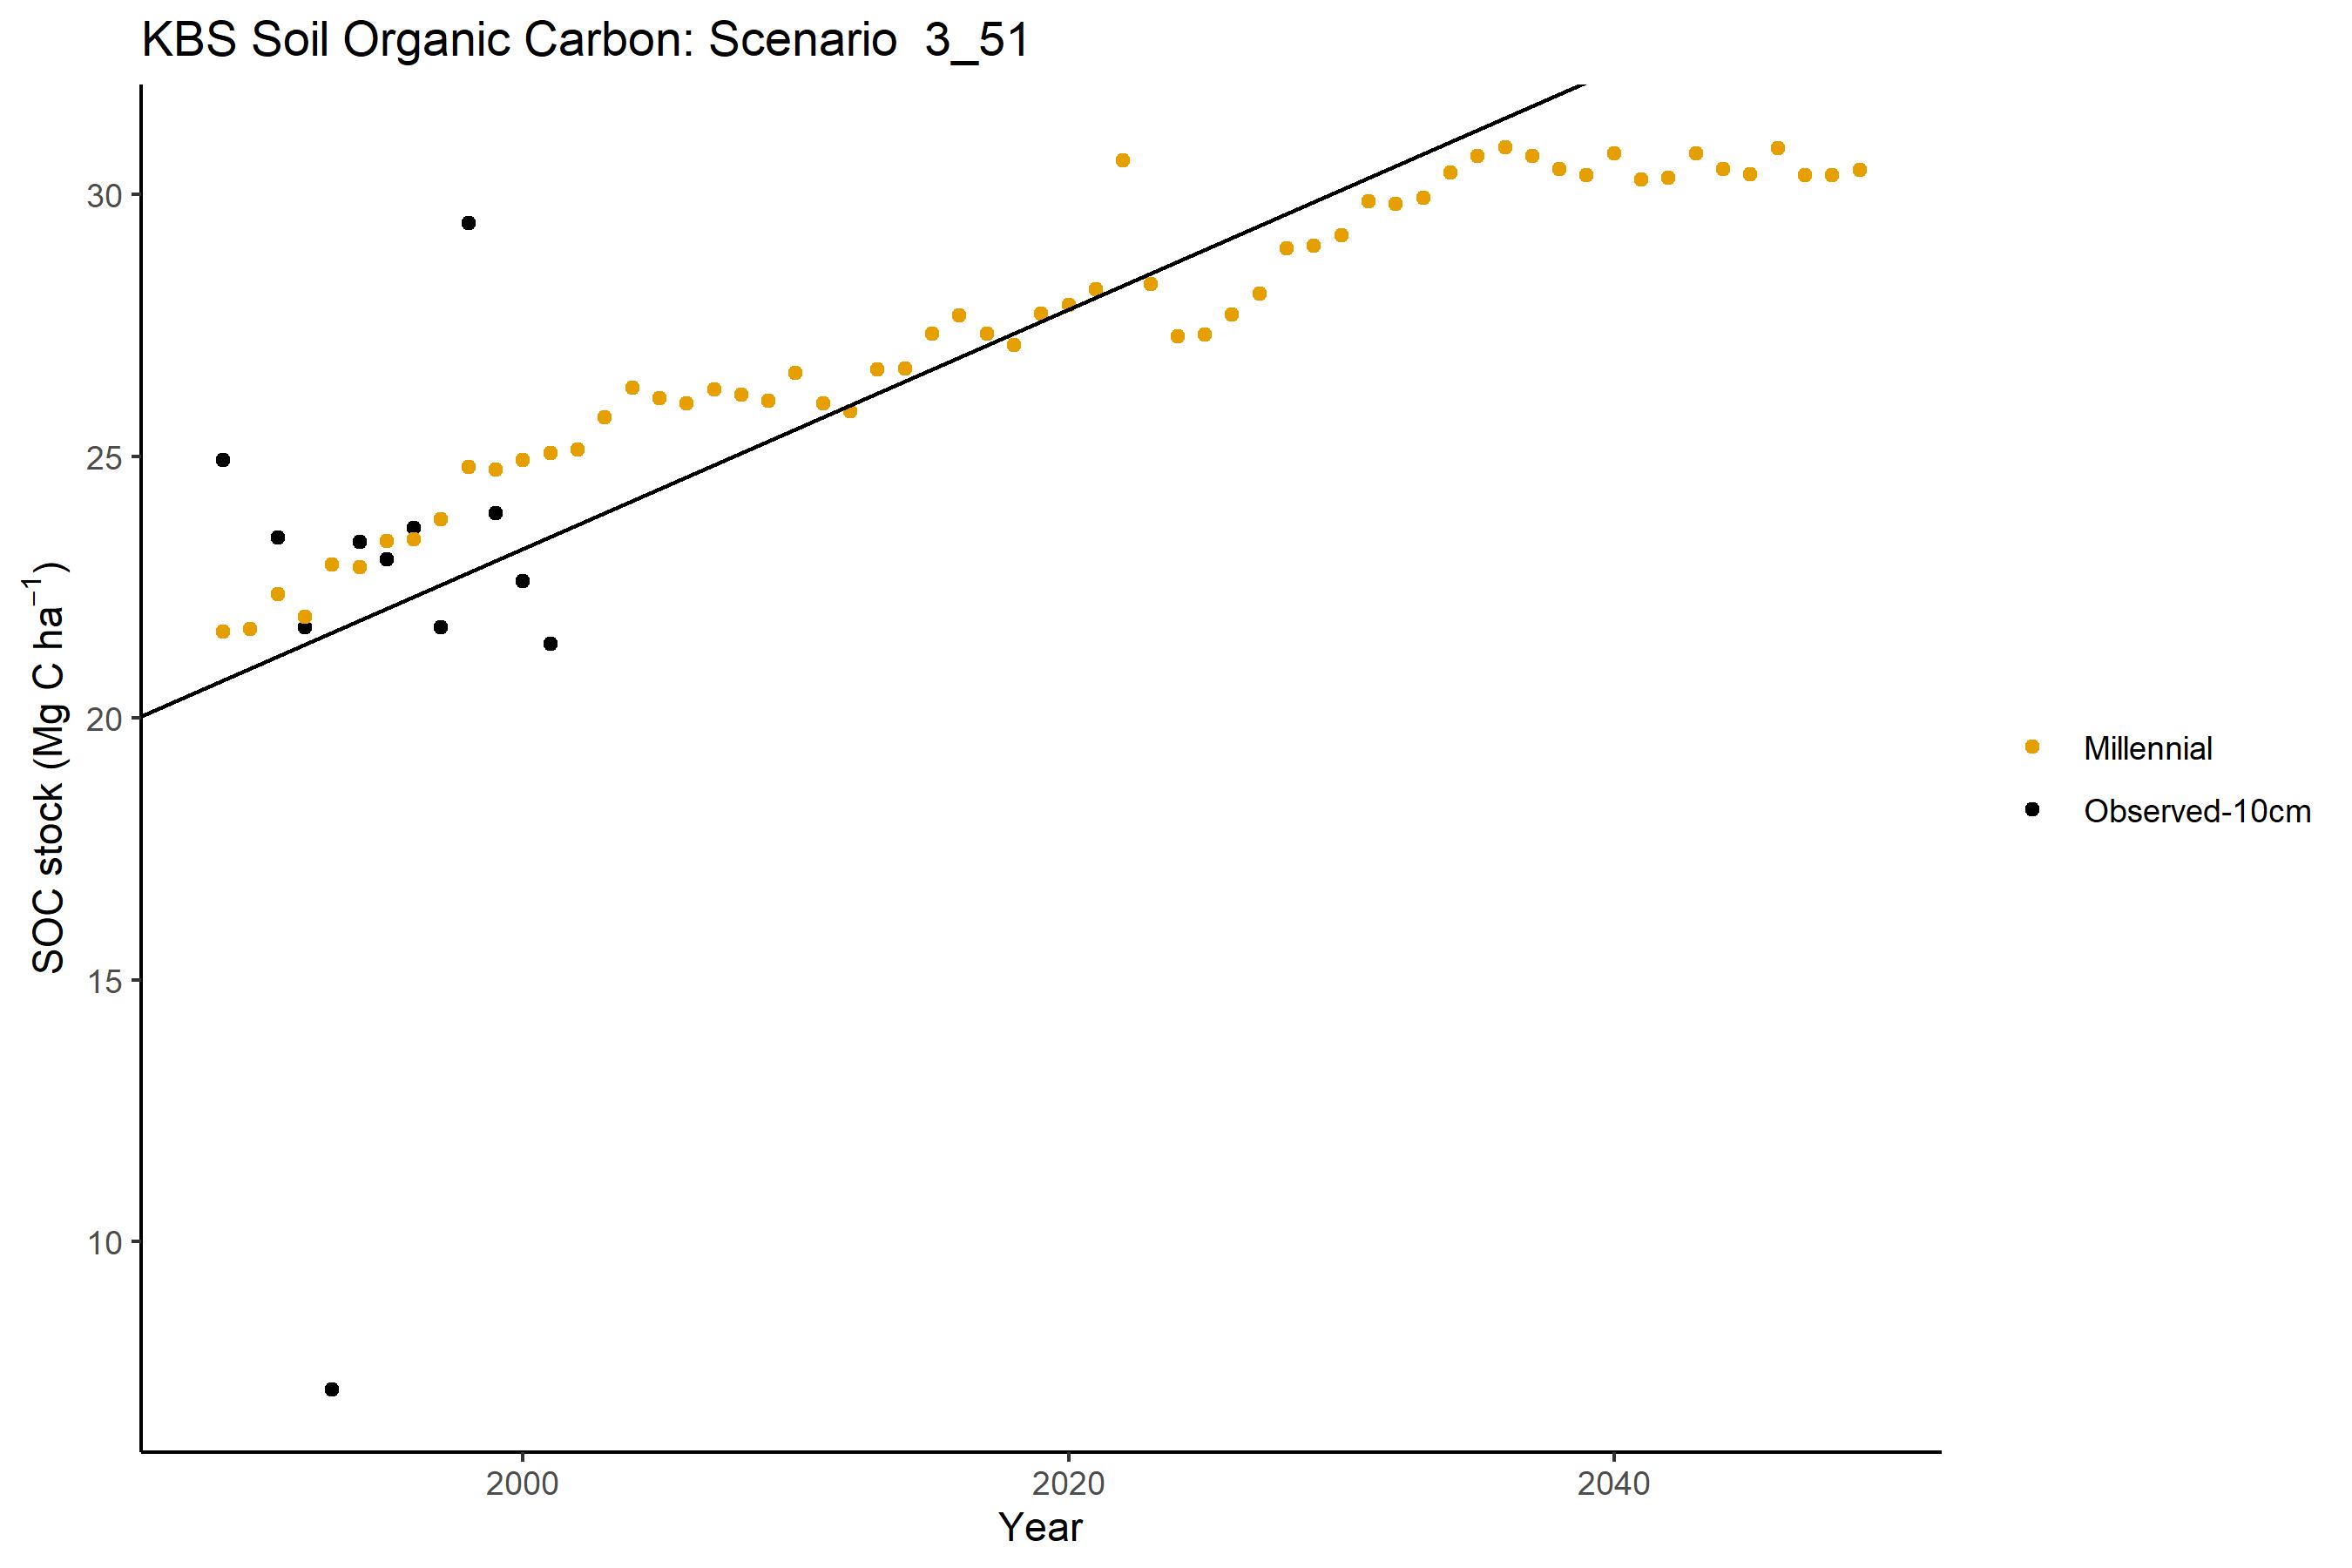 KBS Soil Organic Carbon: Scenario  3_51
SOC stock (Mg C ha⁻¹)
30
25
20
15
10
2000
2020
2040
Year
Millennial
Observed-10cm